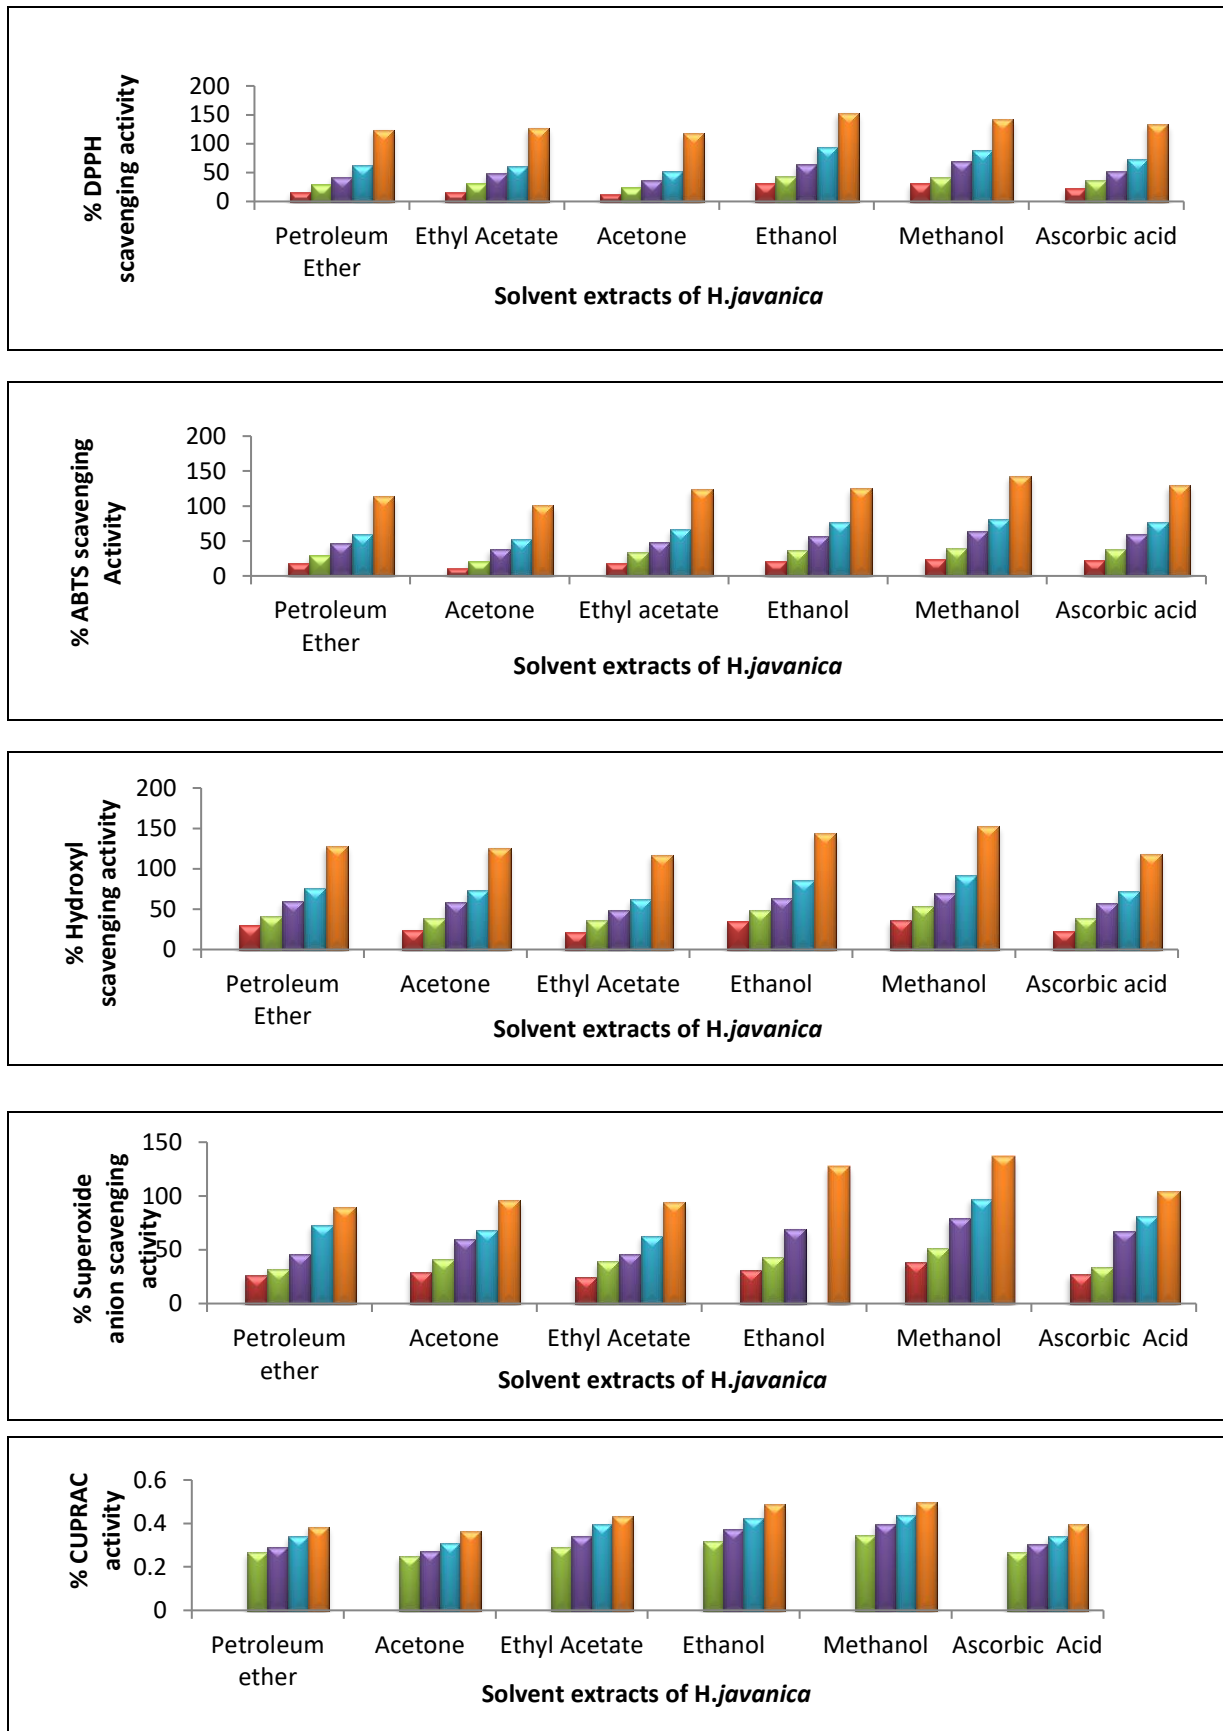 % DPPH
scavenging activity
200
150
100
50
0
Petroleum
Ether
Ethyl Acetate
Acetone
Ethanol
Methanol
Ascorbic acid
Solvent extracts of H.javanica
% ABTS scavenging
Activity
200
150
100
50
0
Petroleum
Ether
Acetone
Ethyl acetate
Ethanol
Methanol
Ascorbic acid
Solvent extracts of H.javanica
% Hydroxyl
scavenging activity
200
150
100
50
0
Petroleum
Ether
Acetone
Ethyl Acetate
Ethanol
Methanol
Ascorbic acid
Solvent extracts of H.javanica
% Superoxide
anion scavenging
activity
150
100
50
0
Petroleum
ether
Acetone
Ethyl Acetate
Ethanol
Methanol
Ascorbic  Acid
Solvent extracts of H.javanica
% CUPRAC
activity
0.6
0.4
0.2
0
Petroleum
ether
Acetone
Ethyl Acetate
Ethanol
Methanol
Ascorbic  Acid
Solvent extracts of H.javanica